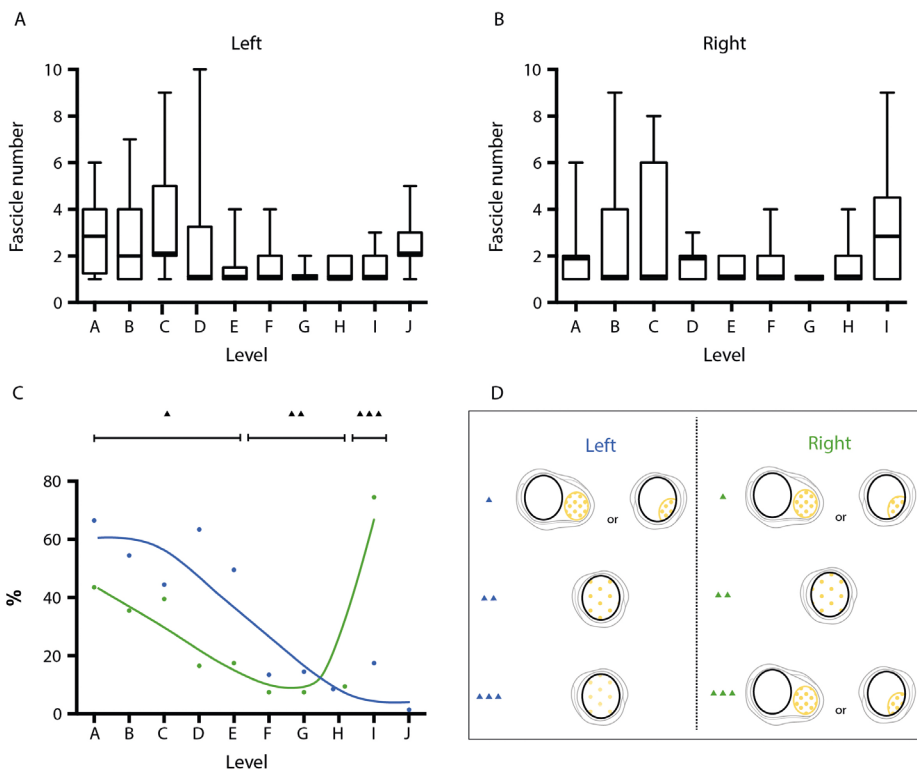 A
Left
Fascicle number
10
8
6
4
2
0
A B C D E F G H I J
Level
B
Right
Fascicle number
10
8
6
4
2
0
A B C D E F G H I
Level
C
▲ ▲▲ ▲▲▲
%
80
60
40
20
0
A B C D E F G H I J
Level
D
Left Right
▲ or ▲ or
▲▲ ▲▲
▲▲▲ ▲▲▲ or